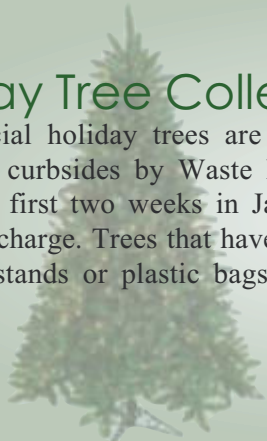 ay Tree Colle
cial holiday trees are
curbsides by Waste
first two weeks in Ja
charge. Trees that have
stands or plastic bags